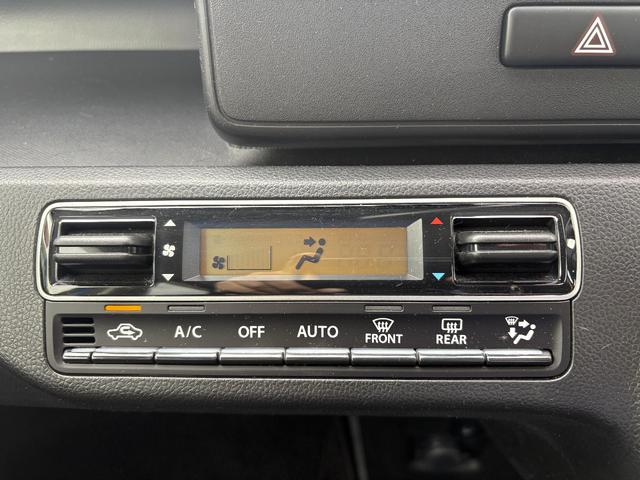 A/C OFF AUTO FRONT REAR